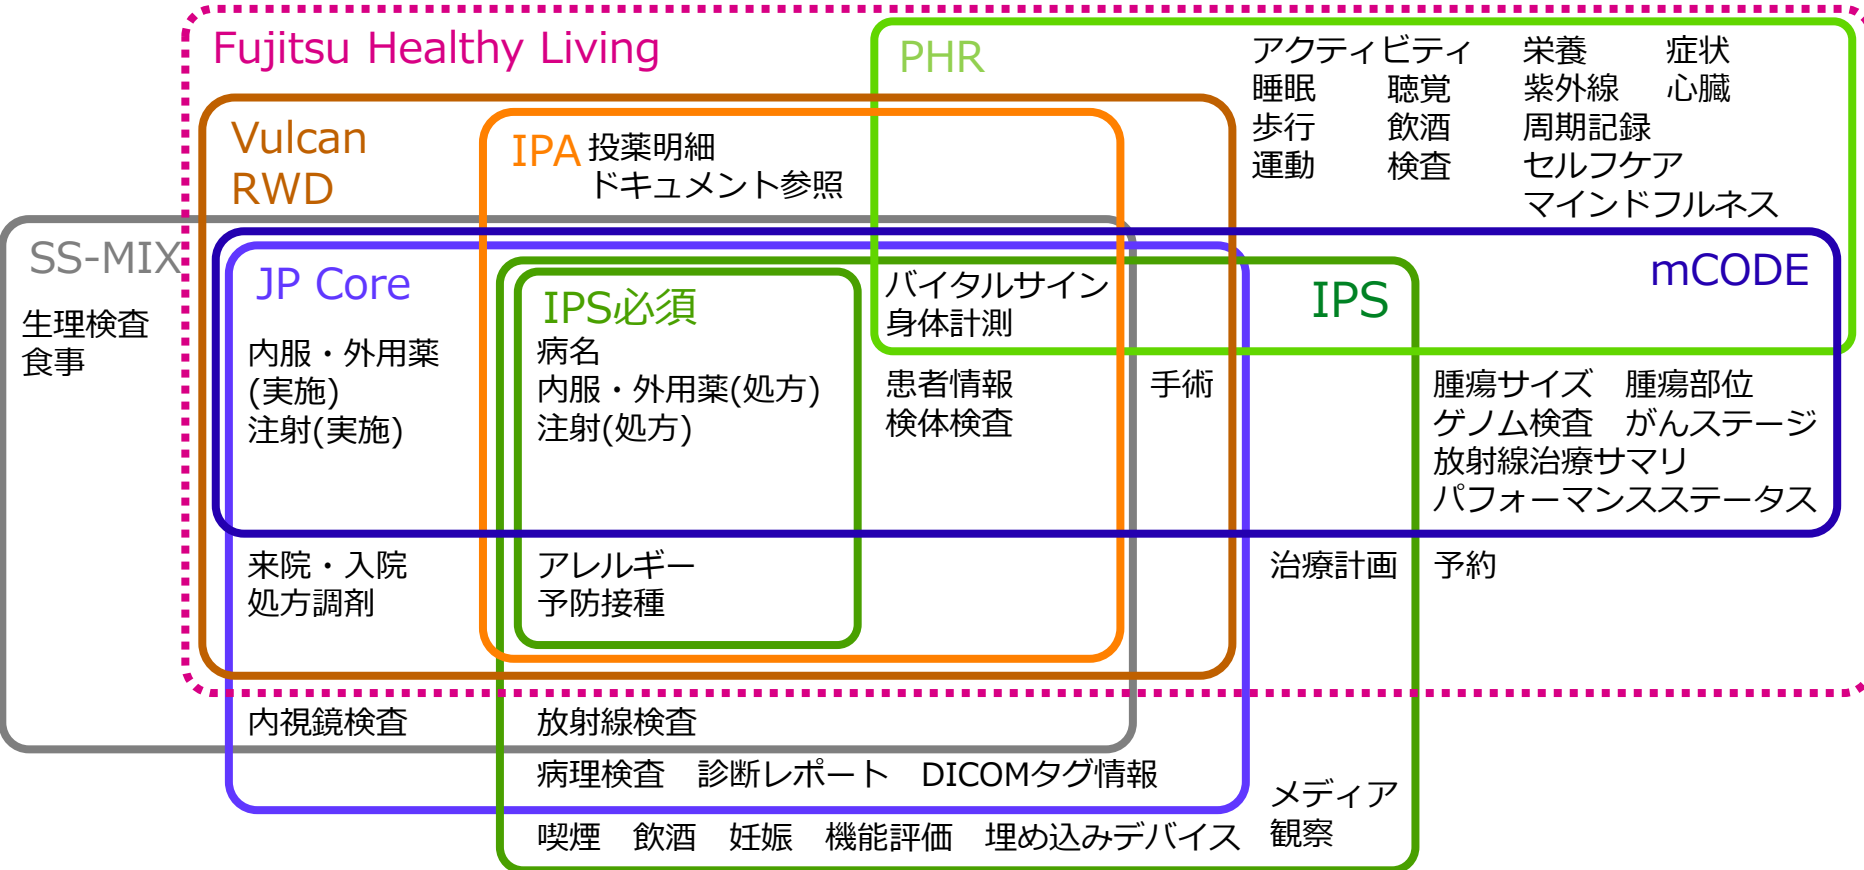 Fujitsu Healthy Living
PHR
アクティビティ 栄養 症状
睡眠 聴覚 紫外線 心臓
歩行 飲酒 周期記録
運動 検査 セルフケア
マインドフルネス
Vulcan
RWD
IPA 投薬明細
ドキュメント参照
SS-MIX
生理検査
食事
JP Core
内服・外用薬
(実施)
注射(実施)
IPS必須
病名
内服・外用薬(処方)
注射(処方)
バイタルサイン
身体計測
IPS
mCODE
患者情報
検体検査
手術
腫瘍サイズ 腫瘍部位
ゲノム検査 がんステージ
放射線治療サマリ
パフォーマンスステータス
来院・入院
処方調剤
アレルギー
予防接種
治療計画
予約
内視鏡検査
放射線検査
病理検査 診断レポート DICOMタグ情報
メディア
観察
喫煙 飲酒 妊娠 機能評価 埋め込みデバイス